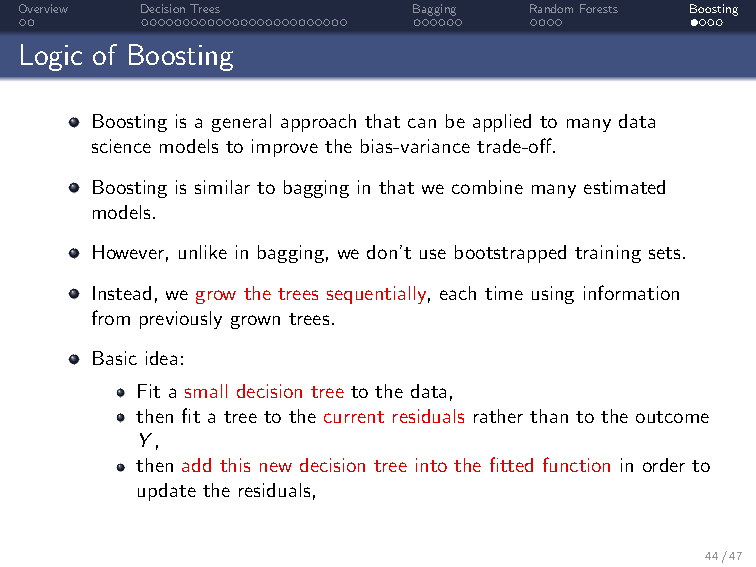 Overview Decision Trees Bagging Random Forests Boosting
Logic of Boosting
Boosting is a general approach that can be applied to many data
science models to improve the bias-variance trade-off.
Boosting is similar to bagging in that we combine many estimated
models.
However, unlike in bagging, we don't use bootstrapped training sets.
Instead, we grow the trees sequentially, each time using information
from previously grown trees.
Basic idea:
Fit a small decision tree to the data,
then fit a tree to the current residuals rather than to the outcome
Y,
then add this new decision tree into the fitted function in order to
update the residuals,
44 / 47